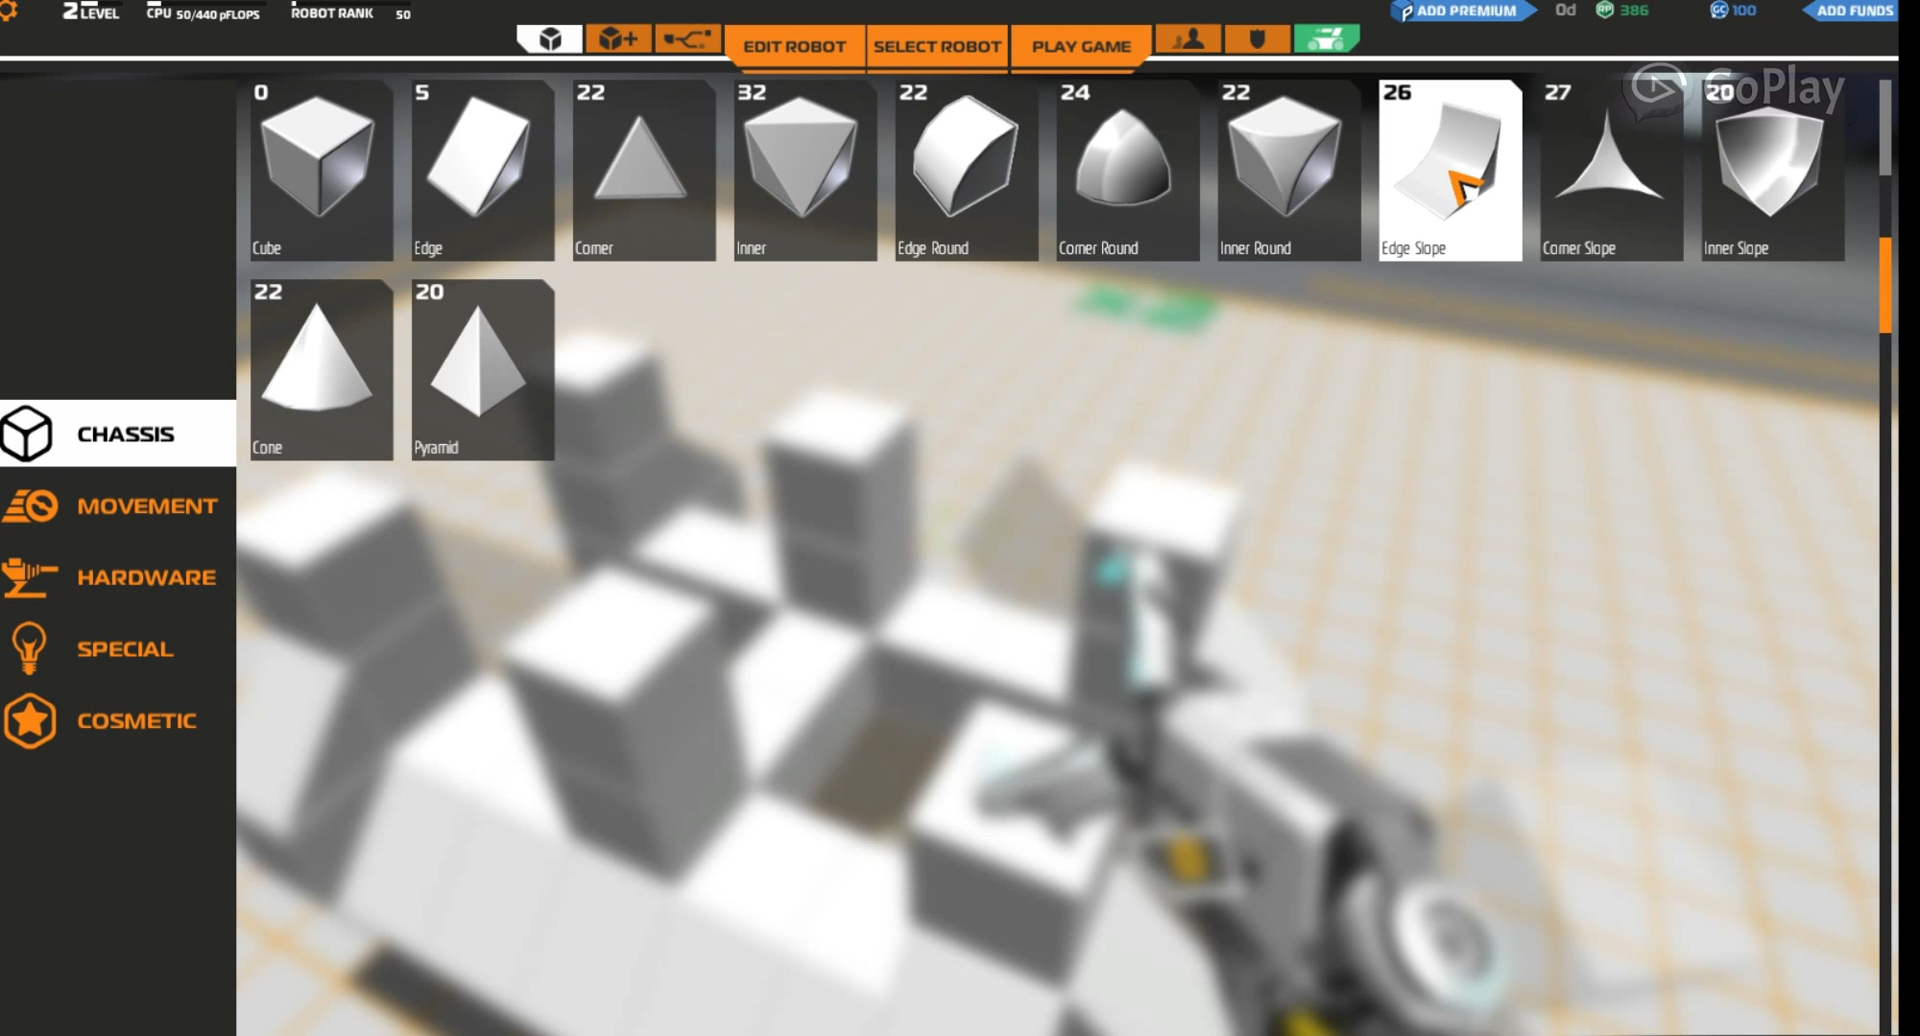 2 LEVEL CPU 50/440 pFLOPS ROBOT RANK 50
ADD PREMIUM 0d RP 386 GC 100 ADD FUNDS
EDIT ROBOT SELECT ROBOT PLAY GAME
GoPlay
0 5 22 32 22 24 22 26 27 20
Cube Edge Corner Inner Edge Round Corner Round Inner Round Edge Slope Corner Slope Inner Slope
22 20
Cone Pyramid
CHASSIS
MOVEMENT
HARDWARE
SPECIAL
COSMETIC